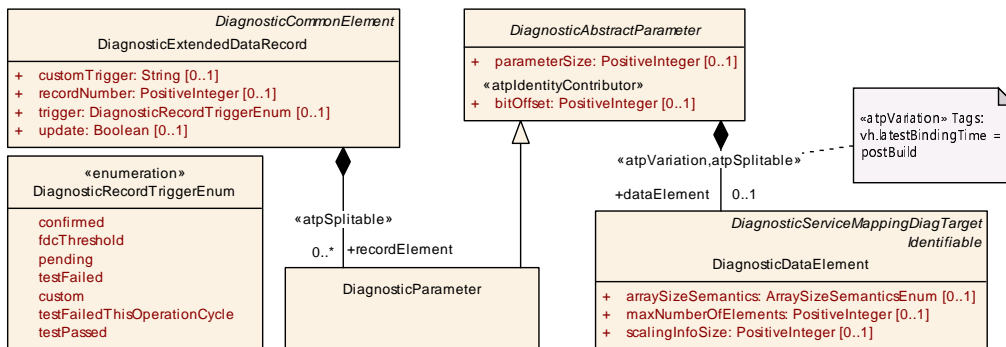 DiagnosticCommonElement
DiagnosticExtendedDataRecord
+ customTrigger: String [0..1]
+ recordNumber: PositiveInteger [0..1]
+ trigger: DiagnosticRecordTriggerEnum [0..1]
+ update: Boolean [0..1]
DiagnosticAbstractParameter
+ parameterSize: PositiveInteger [0..1]
«atpIdentityContributor»
+ bitOffset: PositiveInteger [0..1]
«atpVariation» Tags:
vh.latestBindingTime =
postBuild
«enumeration»
DiagnosticRecordTriggerEnum
confirmed
fdcThreshold
pending
testFailed
custom
testFailedThisOperationCycle
testPassed
«atpSplitable»
0..* +recordElement
DiagnosticParameter
«atpVariation,atpSplitable»
+dataElement 0..1
DiagnosticServiceMappingDiagTarget
Identifiable
DiagnosticDataElement
+ arraySizeSemantics: ArraySizeSemanticsEnum [0..1]
+ maxNumberOfElements: PositiveInteger [0..1]
+ scalingInfoSize: PositiveInteger [0..1]